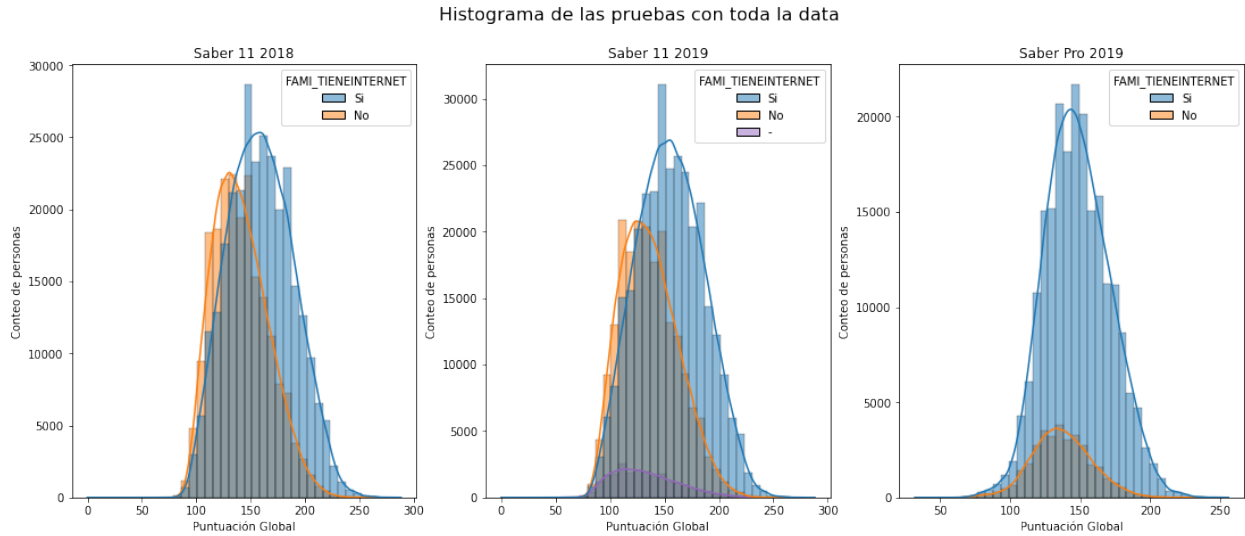 Histograma de las pruebas con toda la data
Saber 11 2018
30000
25000
20000
15000
10000
5000
0
Conteo de personas
FAMI_TIENEINTERNET
Si
No
0 50 100 150 200 250 300
Puntuación Global
Saber 11 2019
30000
25000
20000
15000
10000
5000
0
Conteo de personas
FAMI_TIENEINTERNET
Si
No
-
0 50 100 150 200 250 300
Puntuación Global
Saber Pro 2019
20000
15000
10000
5000
0
Conteo de personas
FAMI_TIENEINTERNET
Si
No
50 100 150 200 250
Puntuación Global